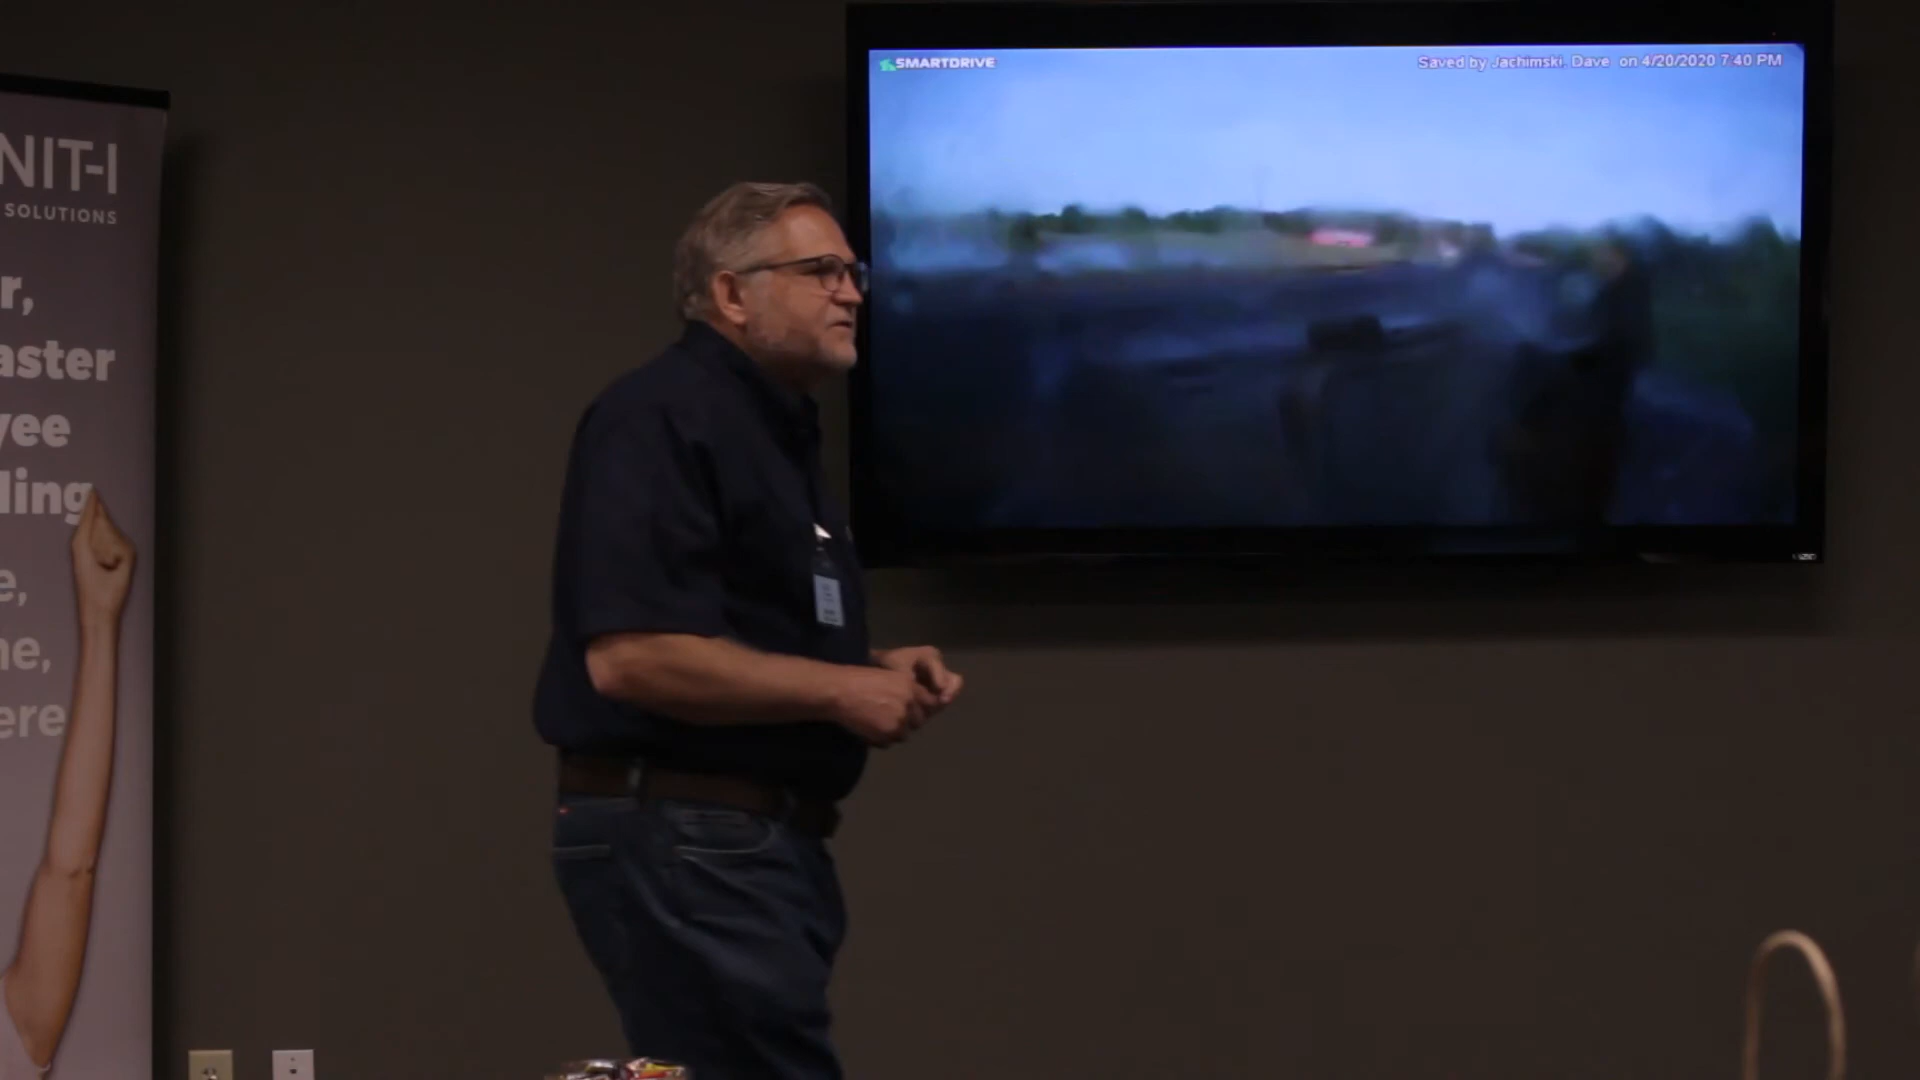 NIT-I
SOLUTIONS
r,
aster
yee
ling
e,
ne,
ere
SMARTDRIVE
Saved by Jachimski, Dave on 4/20/2020 7:40 PM
VIZIO